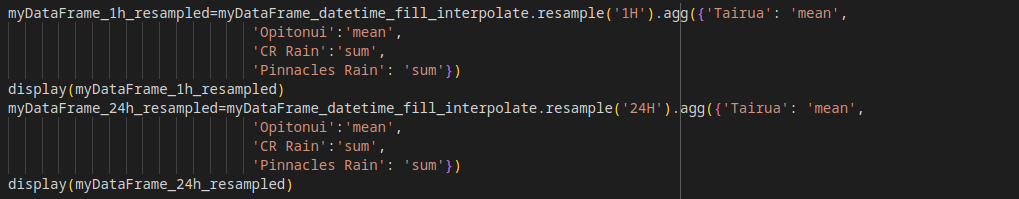 myDataFrame_1h_resampled=myDataFrame_datetime_fill_interpolate.resample('1H').agg({'Tairua': 'mean',
'Opitonui':'mean',
'CR Rain':'sum',
'Pinnacles Rain': 'sum'})
display(myDataFrame_1h_resampled)
myDataFrame_24h_resampled=myDataFrame_datetime_fill_interpolate.resample('24H').agg({'Tairua': 'mean',
'Opitonui':'mean',
'CR Rain':'sum',
'Pinnacles Rain': 'sum'})
display(myDataFrame_24h_resampled)